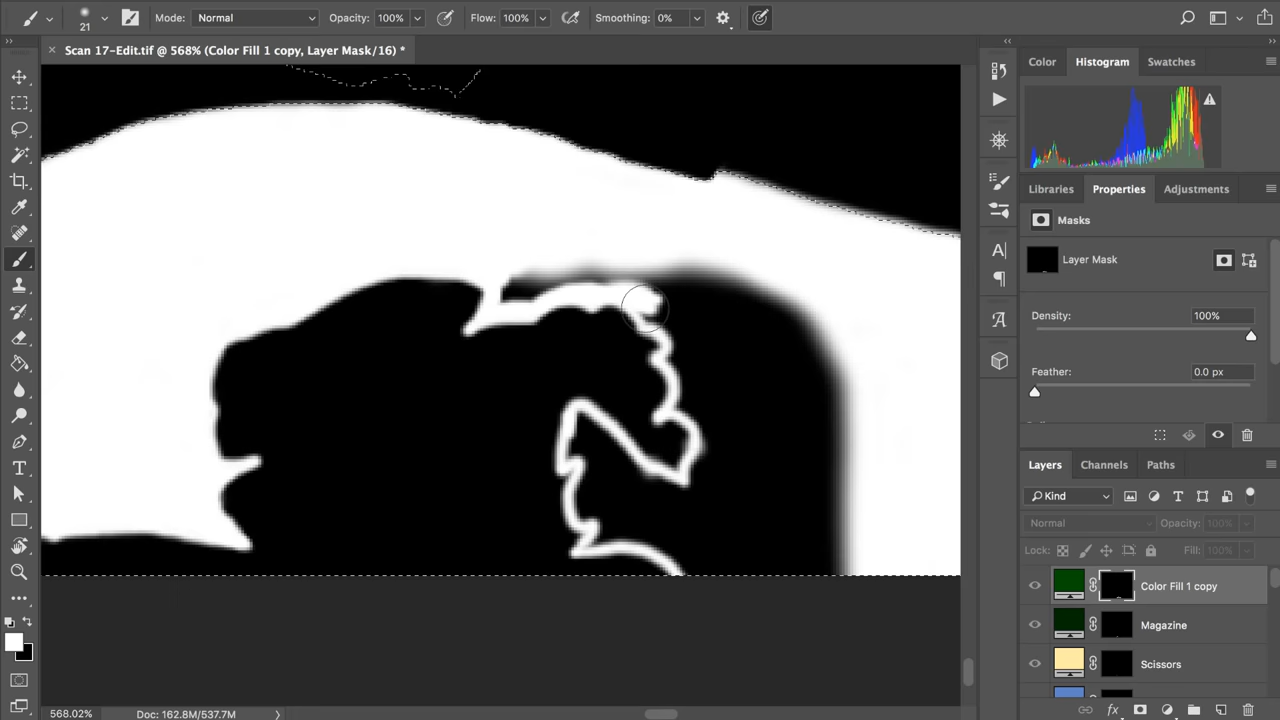 21
Mode: Normal
Opacity: 100%
Flow: 100%
Smoothing: 0%
Scan 17-Edit.tif @ 568% (Color Fill 1 copy, Layer Mask/16) *
Color Histogram Swatches
Libraries Properties Adjustments
Masks
Layer Mask
Density: 100%
Feather: 0.0 px
Layers Channels Paths
Kind
Normal Opacity: 100%
Lock: Fill: 100%
Color Fill 1 copy
Magazine
Scissors
568.02% Doc: 162.8M/537.7M